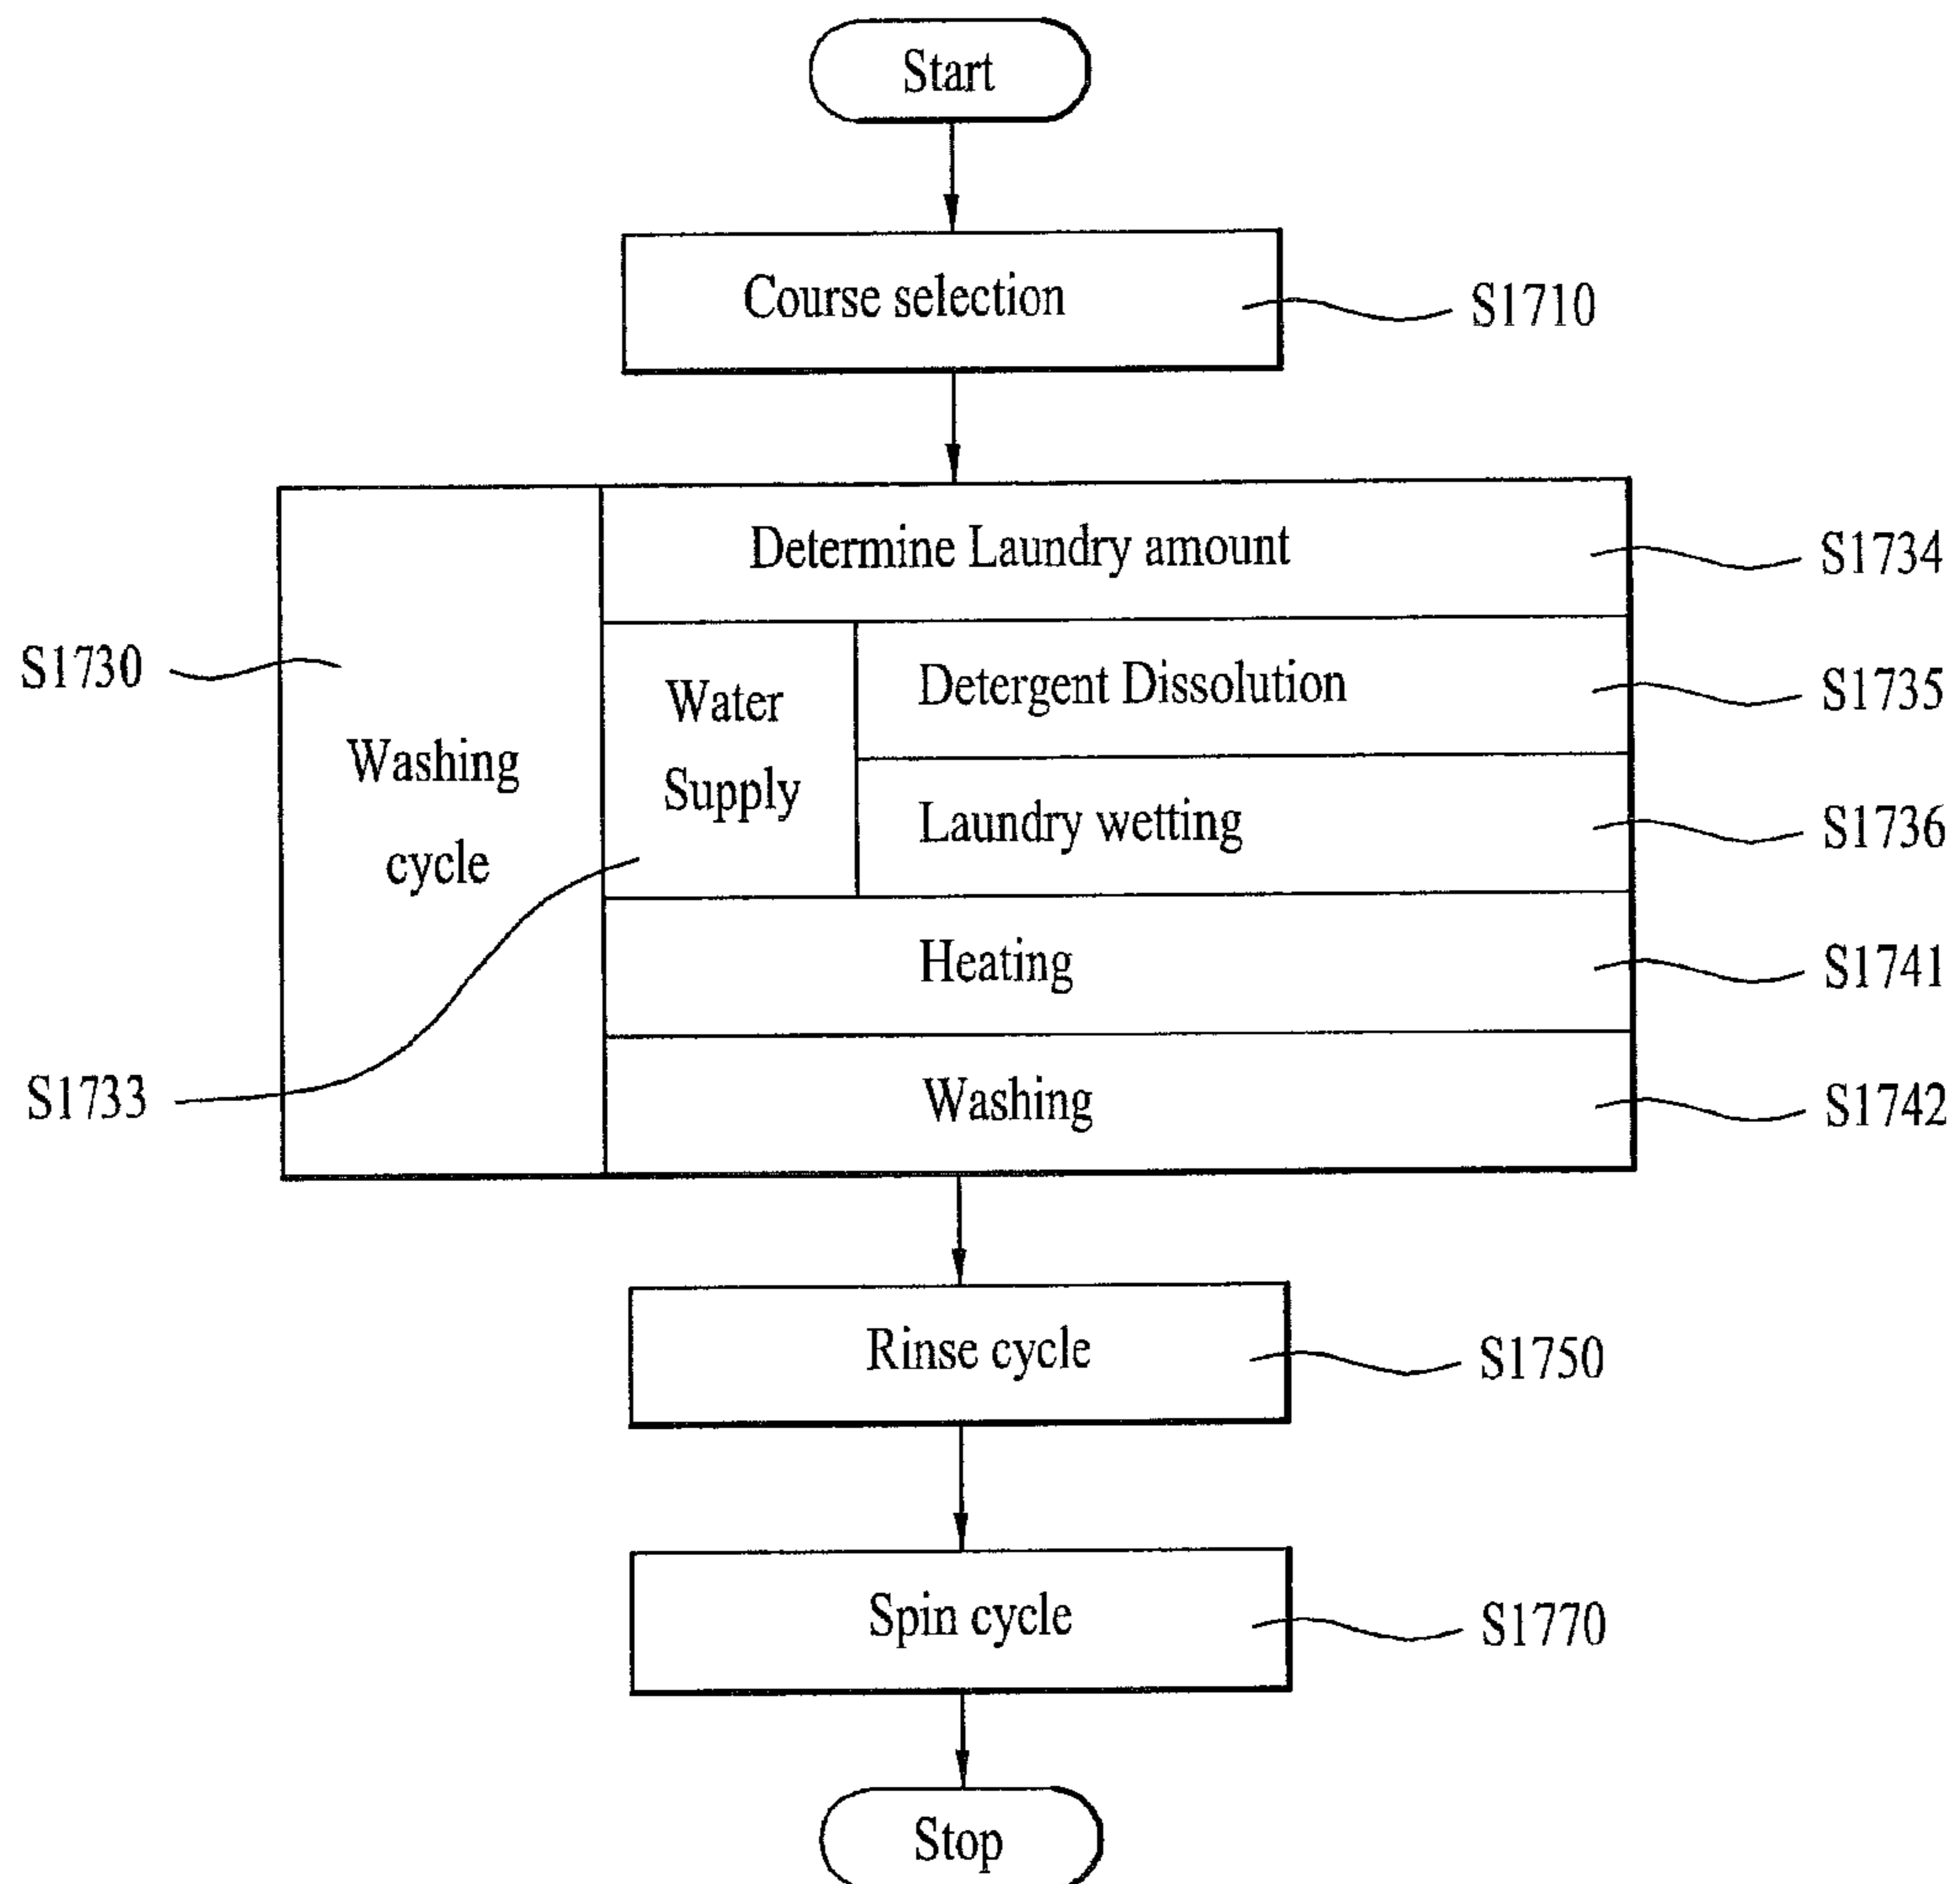 Start
Course selection
S1710
Determine Laundry amount
S1734
S1730
Washing
cycle
Water
Supply
Detergent Dissolution
S1735
Laundry wetting
S1736
Heating
S1741
S1733
Washing
S1742
Rinse cycle
S1750
Spin cycle
S1770
Stop